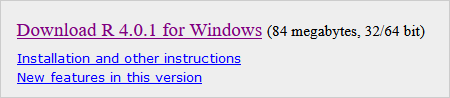 Download R 4.0.1 for Windows (84 megabytes, 32/64 bit)
Installation and other instructions
New features in this version